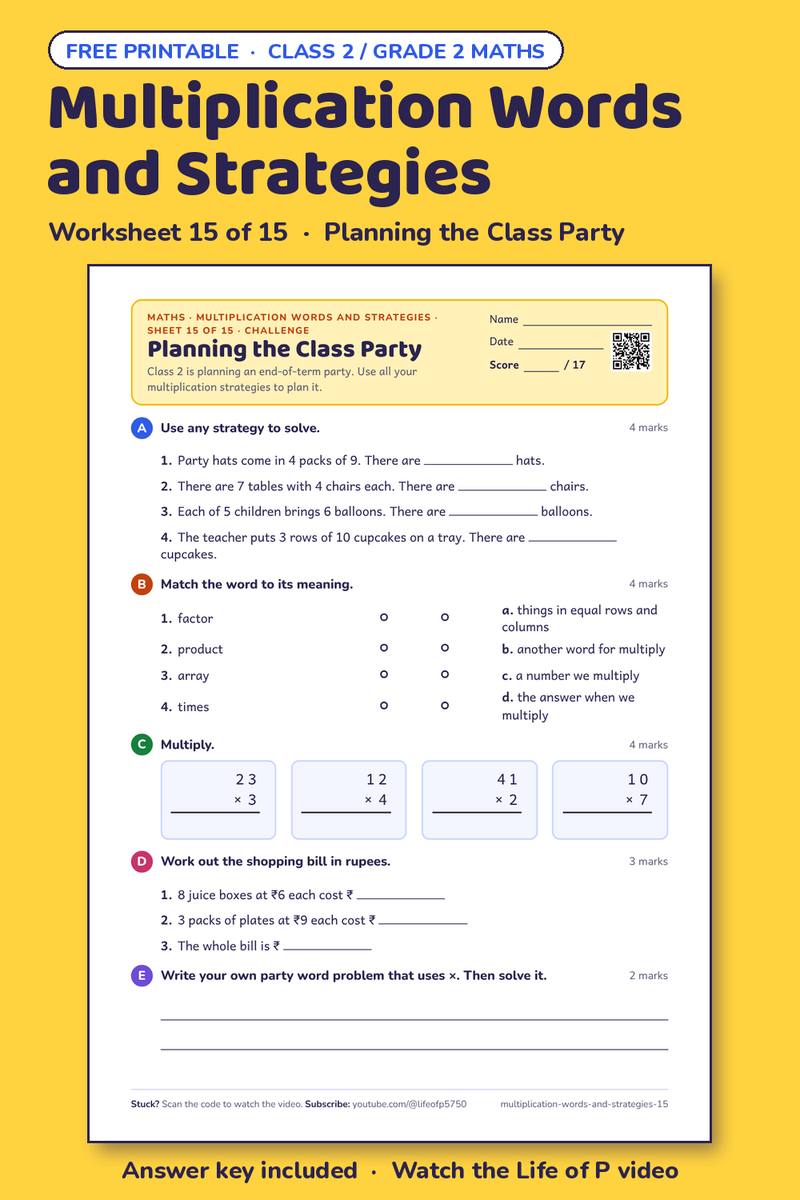 FREE PRINTABLE · CLASS 2 / GRADE 2 MATHS
Multiplication Words
and Strategies
Worksheet 15 of 15 · Planning the Class Party
MATHS · MULTIPLICATION WORDS AND STRATEGIES ·
SHEET 15 OF 15 · CHALLENGE
Planning the Class Party
Class 2 is planning an end-of-term party. Use all your
multiplication strategies to plan it.
Name ____________
Date ____________
Score _____ / 17
A Use any strategy to solve. 4 marks
1. Party hats come in 4 packs of 9. There are ____________ hats.
2. There are 7 tables with 4 chairs each. There are ____________ chairs.
3. Each of 5 children brings 6 balloons. There are ____________ balloons.
4. The teacher puts 3 rows of 10 cupcakes on a tray. There are ____________
cupcakes.
B Match the word to its meaning. 4 marks
1. factor
a. things in equal rows and
columns
2. product
b. another word for multiply
3. array
c. a number we multiply
4. times
d. the answer when we
multiply
C Multiply. 4 marks
2 3 1 2 4 1 1 0
× 3 × 4 × 2 × 7
D Work out the shopping bill in rupees. 3 marks
1. 8 juice boxes at ₹6 each cost ₹ ____________
2. 3 packs of plates at ₹9 each cost ₹ ____________
3. The whole bill is ₹ ____________
E Write your own party word problem that uses ×. Then solve it. 2 marks
Stuck? Scan the code to watch the video. Subscribe: youtube.com/@lifeofp5750
multiplication-words-and-strategies-15
Answer key included · Watch the Life of P video